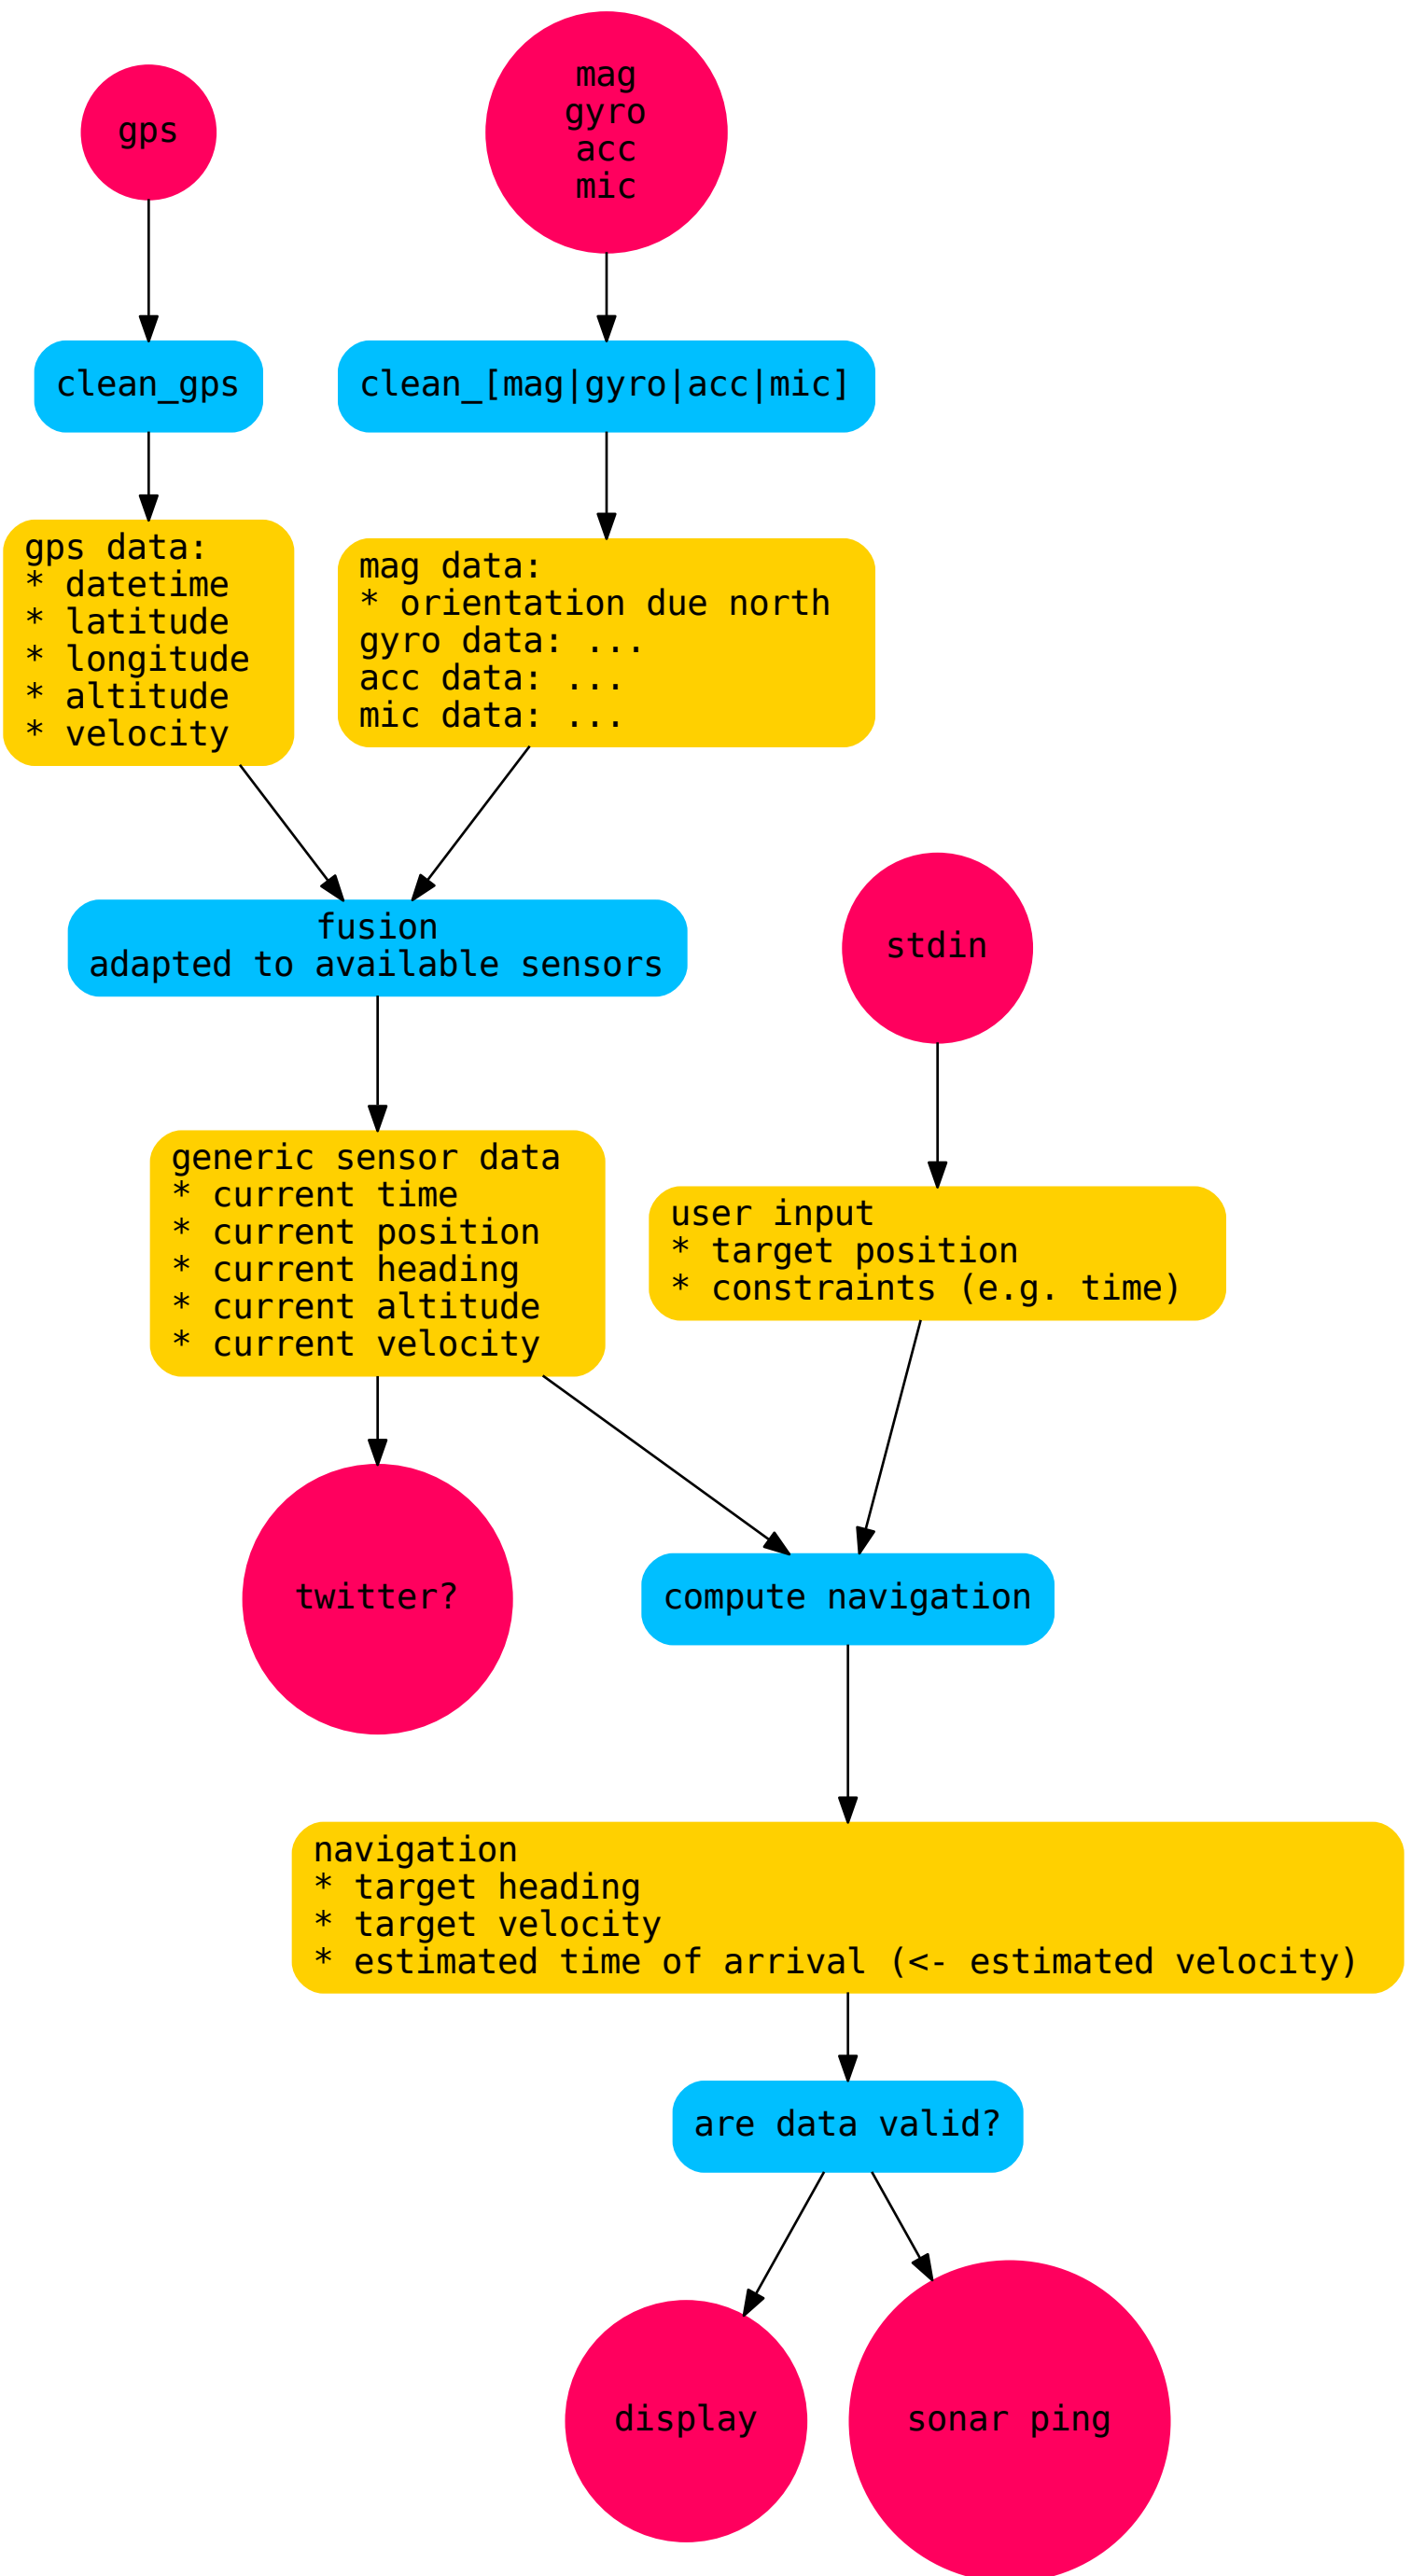 gps
mag
gyro
acc
mic
clean_gps
clean_[mag|gyro|acc|mic]
gps data:
* datetime
* latitude
* longitude
* altitude
* velocity
mag data:
* orientation due north
gyro data: ...
acc data: ...
mic data: ...
fusion
adapted to available sensors
stdin
generic sensor data
* current time
* current position
* current heading
* current altitude
* current velocity
user input
* target position
* constraints (e.g. time)
twitter?
compute navigation
navigation
* target heading
* target velocity
* estimated time of arrival (<- estimated velocity)
are data valid?
display
sonar ping